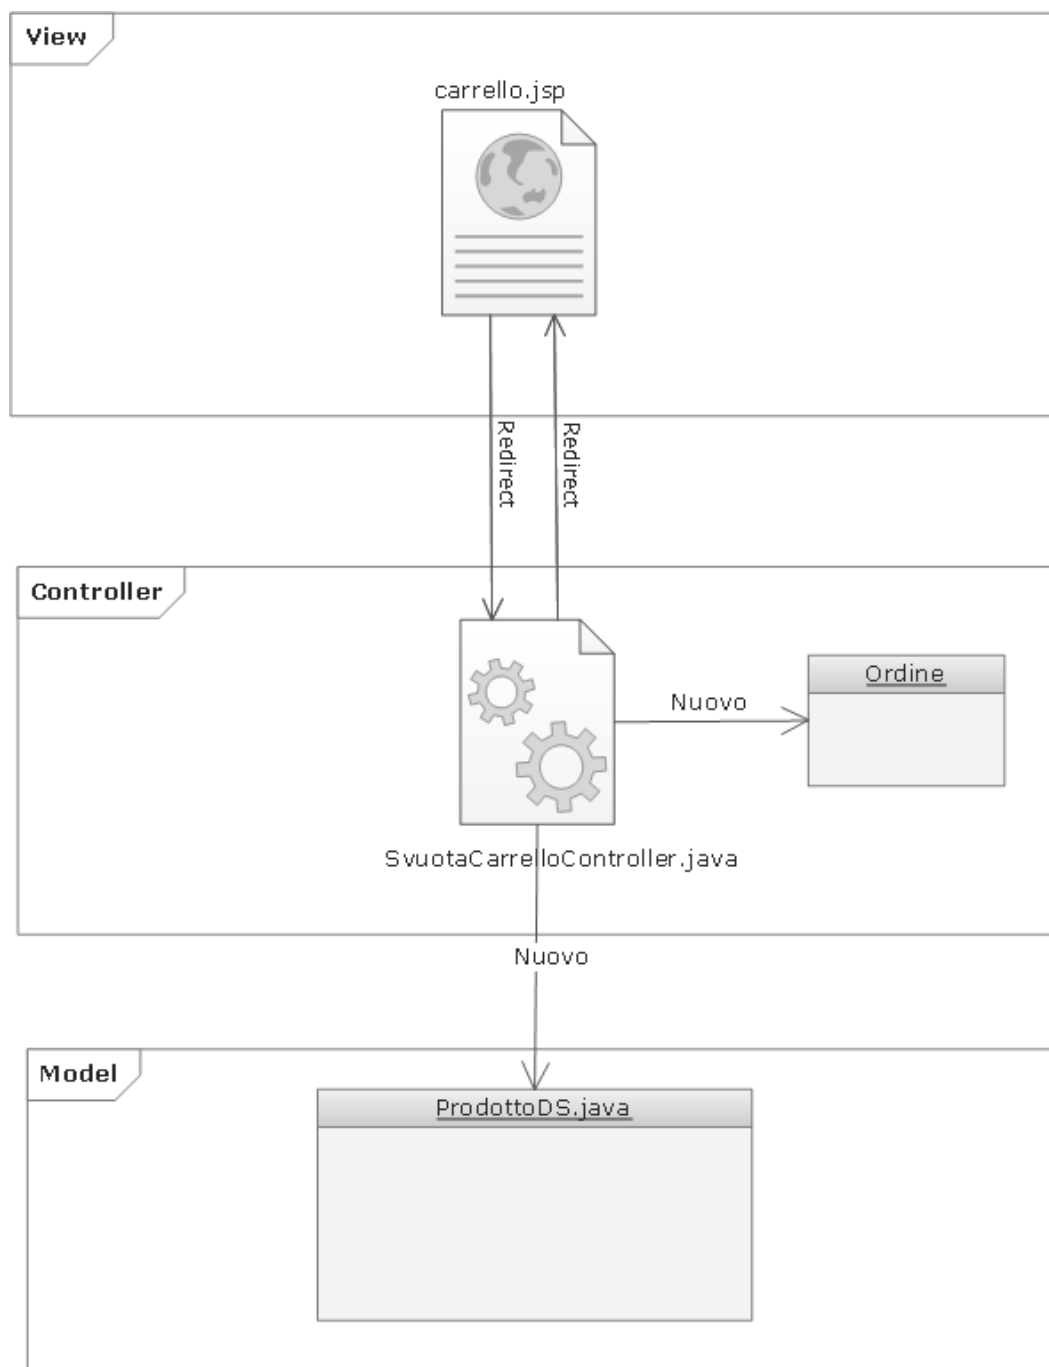 View
carrello.jsp
Redirect
Redirect
Controller
Ordine
Nuovo
SvuotaCarrelloController.java
Nuovo
Model
ProdottoDS.java